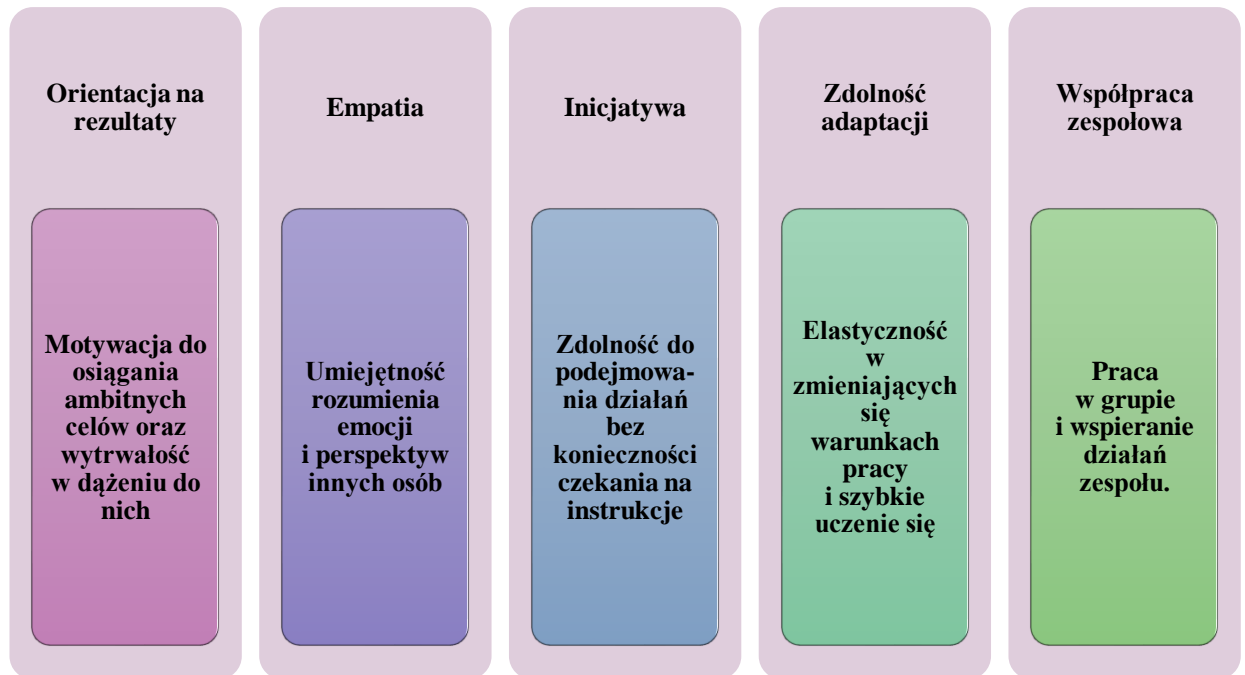 Orientacja na
rezultaty
Motywacja do
osiągania
ambitnych
celów oraz
wytrwałość
w dążeniu do
nich
Empatia
Umiejętność
rozumienia
emocji
i perspektyw
innych osób
Inicjatywa
Zdolność do
podejmowa-
nia działań
bez
konieczności
czekania na
instrukcje
Zdolność
adaptacji
Elastyczność
w
zmieniających
się
warunkach
pracy
i szybkie
uczenie się
Współpraca
zespołowa
Praca
w grupie
i wspieranie
działań
zespołu.